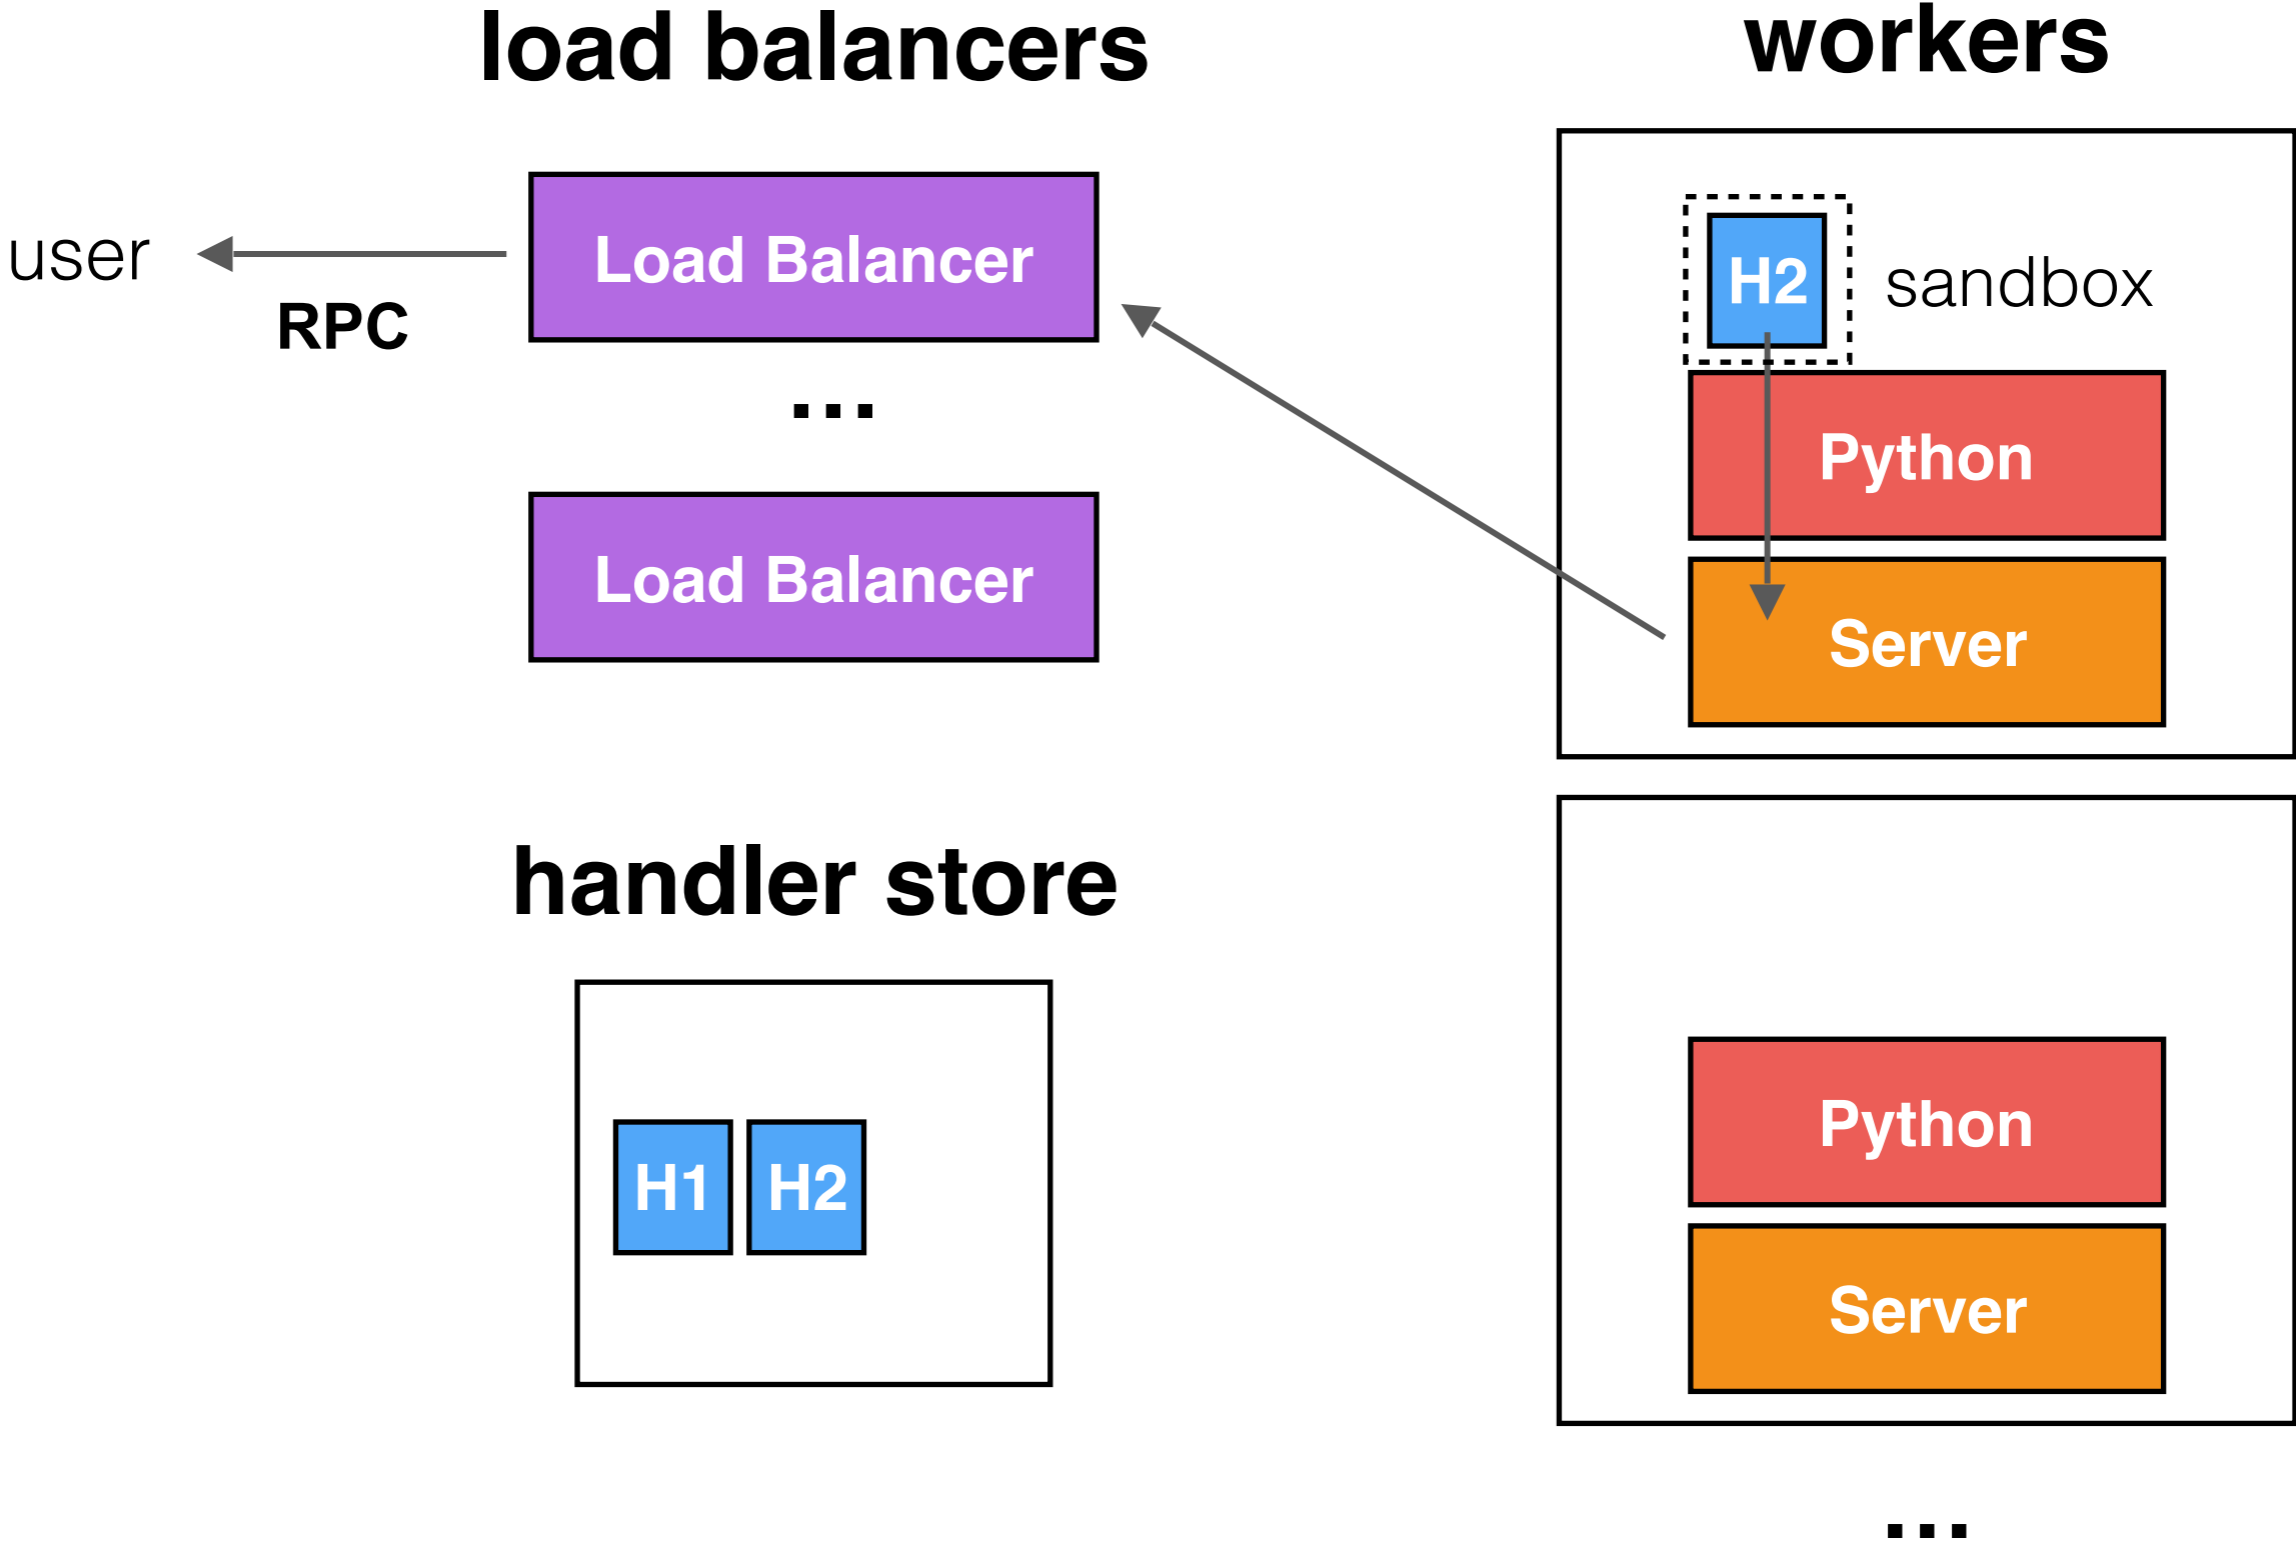 load balancers
workers
user
RPC
Load Balancer
...
Load Balancer
H2
sandbox
Python
Server
handler store
H1
H2
Python
Server
...